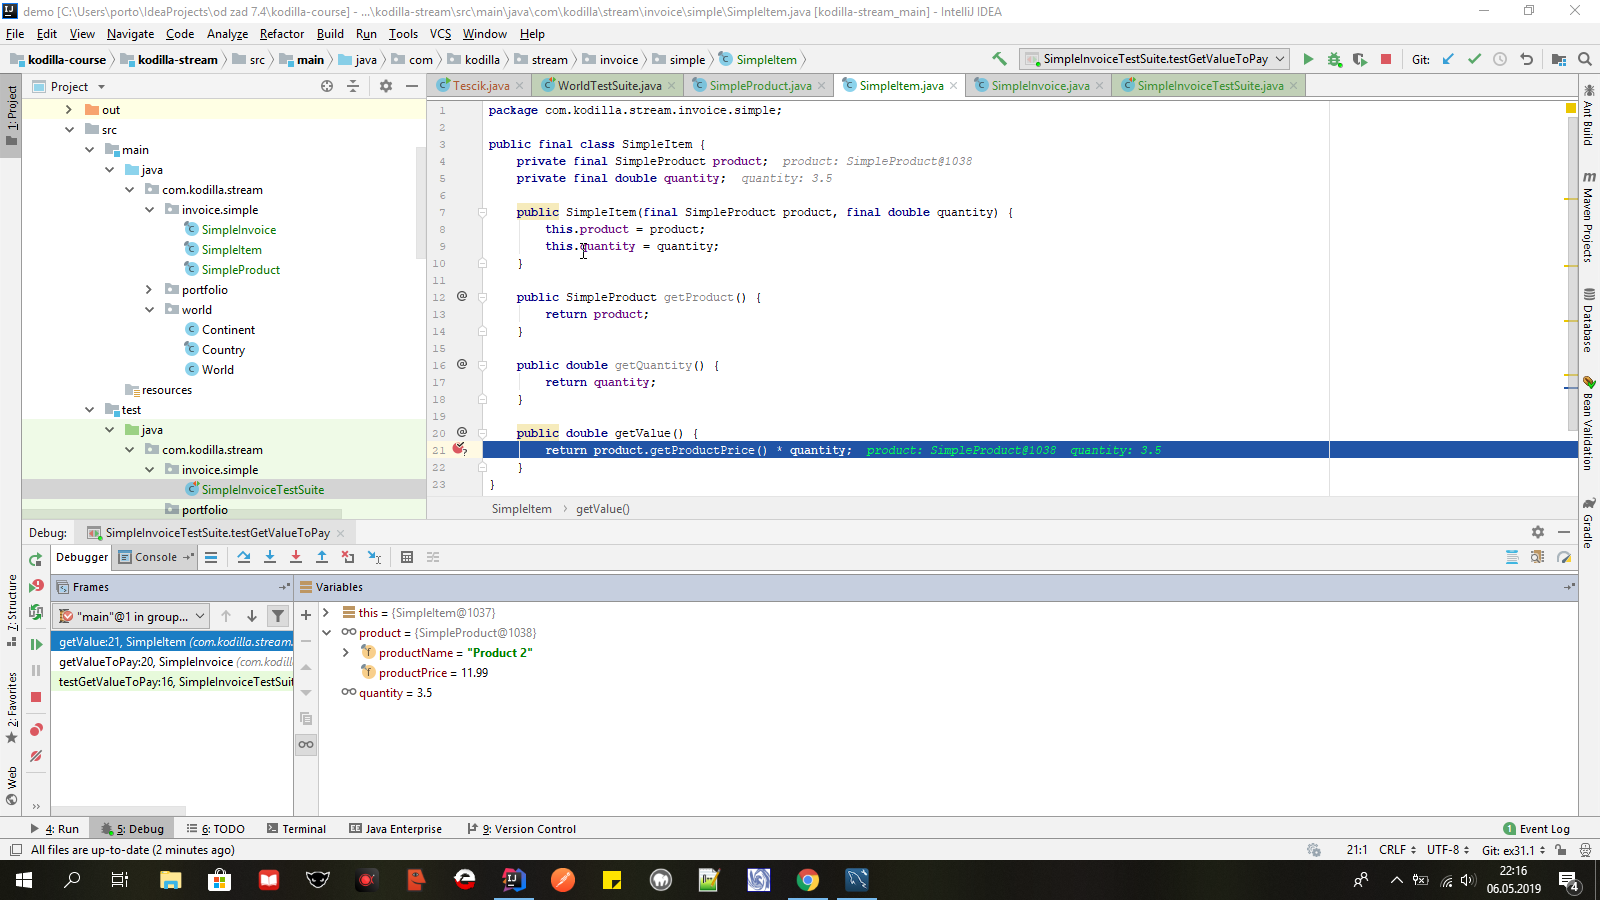 demo [C:\Users\porto\IdeaProjects\od zad 7.4\kodilla-course] - ...\kodilla-stream\src\main\java\com\kodilla\stream\invoice\simple\SimpleItem.java [kodilla-stream_main] - IntelliJ IDEA
File Edit View Navigate Code Analyze Refactor Build Run Tools VCS Window Help
kodilla-course kodilla-stream src main java com kodilla stream invoice simple SimpleItem SimpleInvoiceTestSuite.testGetValueToPay Git:
Project Tescik.java WorldTestSuite.java SimpleProduct.java SimpleItem.java SimpleInvoice.java SimpleInvoiceTestSuite.java
out
src
main
java
com.kodilla.stream
invoice.simple
SimpleInvoice
SimpleItem
SimpleProduct
portfolio
world
Continent
Country
World
resources
test
java
com.kodilla.stream
invoice.simple
SimpleInvoiceTestSuite
portfolio
1 package com.kodilla.stream.invoice.simple;
2
3 public final class SimpleItem {
4 private final SimpleProduct product; product: SimpleProduct@1038
5 private final double quantity; quantity: 3.5
6
7 public SimpleItem(final SimpleProduct product, final double quantity) {
8 this.product = product;
9 this.quantity = quantity;
10 }
11
12 @ public SimpleProduct getProduct() {
13 return product;
14 }
15
16 @ public double getQuantity() {
17 return quantity;
18 }
19
20 @ public double getValue() {
21 return product.getProductPrice() * quantity; product: SimpleProduct@1038 quantity: 3.5
22 }
23 }
SimpleItem getValue()
1: Project
7: Structure
2: Favorites
Web
Ant Build
Maven Projects
Database
Bean Validation
Gradle
Debug: SimpleInvoiceTestSuite.testGetValueToPay
Debugger Console
Frames Variables
"main"@1 in group...
getValue:21, SimpleItem (com.kodilla.stream.
getValueToPay:20, SimpleInvoice (com.kodill
testGetValueToPay:16, SimpleInvoiceTestSuit
this = {SimpleItem@1037}
product = {SimpleProduct@1038}
productName = "Product 2"
productPrice = 11.99
quantity = 3.5
4: Run 5: Debug 6: TODO Terminal Java Enterprise 9: Version Control 1 Event Log
All files are up-to-date (2 minutes ago) 21:1 CRLF UTF-8 Git: ex31.1
22:16
06.05.2019
4